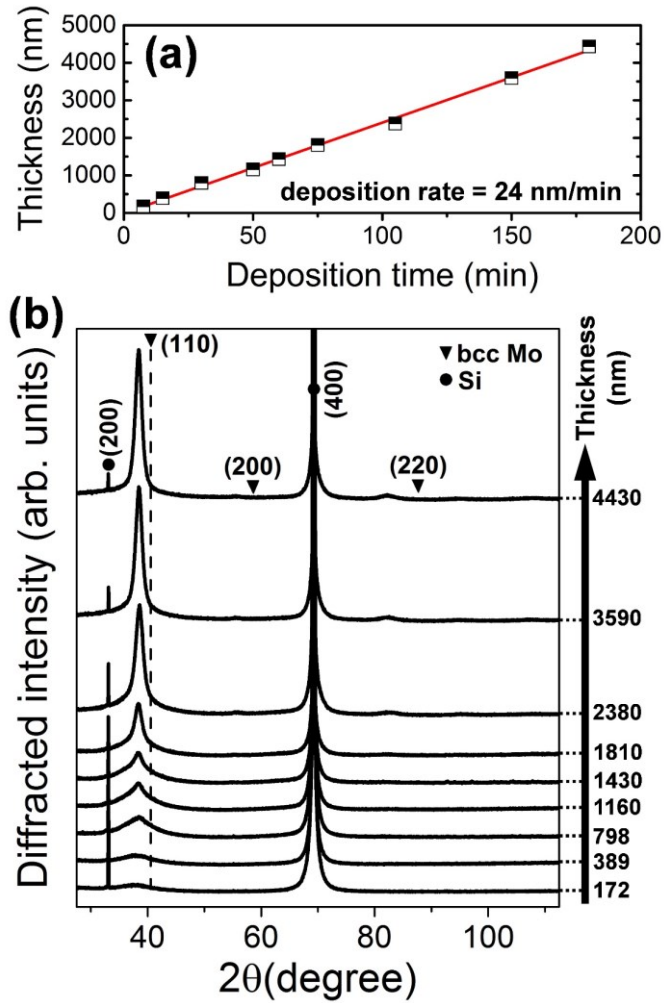 (a)
Thickness (nm)
5000
4000
3000
2000
1000
0
deposition rate = 24 nm/min
0 50 100 150 200
Deposition time (min)
(b)
Diffracted intensity (arb. units)
▼(110)
▼ bcc Mo
● Si
(200)
(400)
(200)
(220)
Thickness
(nm)
4430
3590
2380
1810
1430
1160
798
389
172
40 60 80 100
2θ(degree)